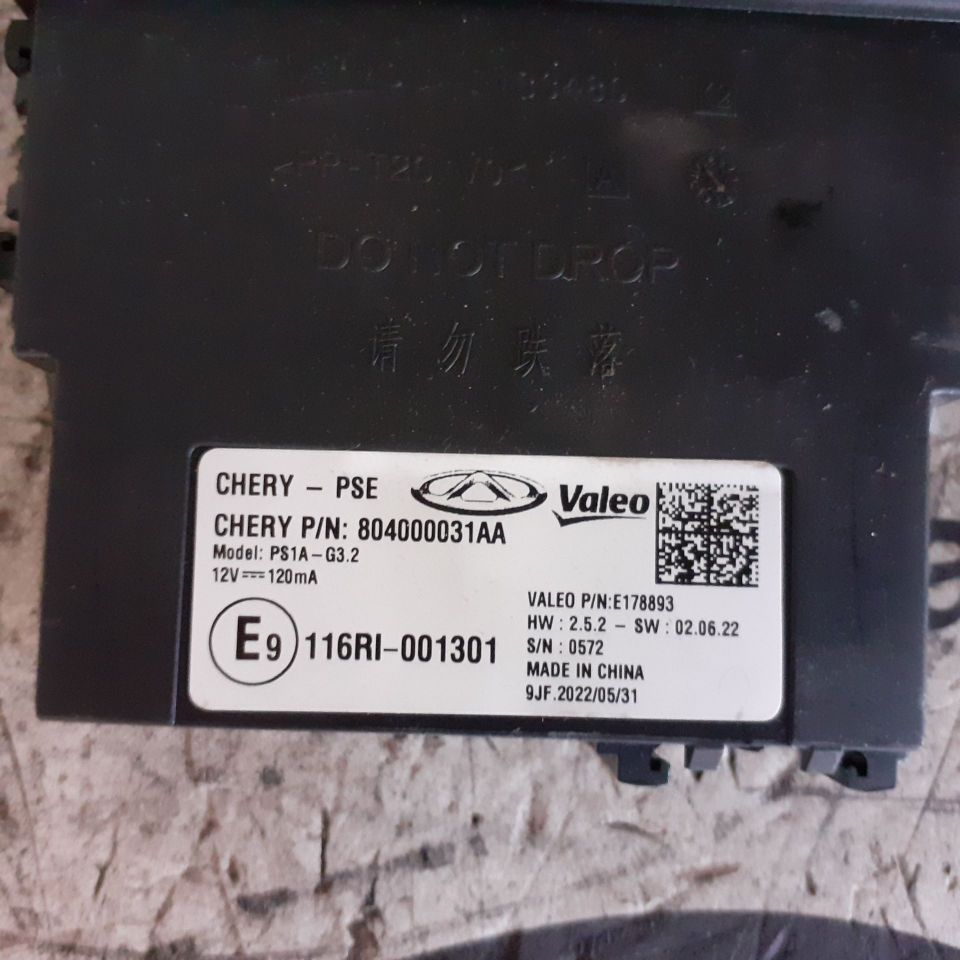 DO NOT DROP
请勿跌落
CHERY - PSE
Valeo
CHERY P/N: 804000031AA
Model: PS1A-G3.2
12V 120mA
VALEO P/N:E178893
HW : 2.5.2 - SW : 02.06.22
E9 116RI-001301
S/N : 0572
MADE IN CHINA
9JF.2022/05/31